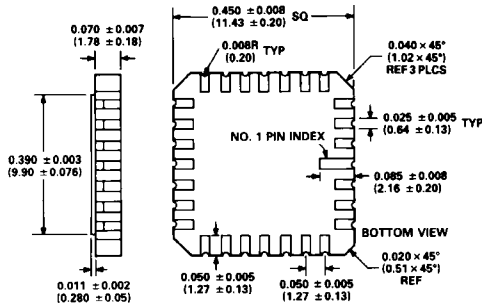 0.450 ± 0.008 SQ
(11.43 ± 0.20)
0.070 ± 0.007
(1.78 ± 0.18)
0.008R TYP
(0.20)
0.040 × 45°
(1.02 × 45°)
REF 3 PLCS
0.025 ± 0.005 TYP
(0.64 ± 0.13)
NO. 1 PIN INDEX
0.390 ± 0.003
(9.90 ± 0.076)
0.085 ± 0.008
(2.16 ± 0.20)
BOTTOM VIEW
0.020 × 45°
(0.51 × 45°)
REF
0.011 ± 0.002
(0.280 ± 0.05)
0.050 ± 0.005
(1.27 ± 0.13)
0.050 ± 0.005
(1.27 ± 0.13)